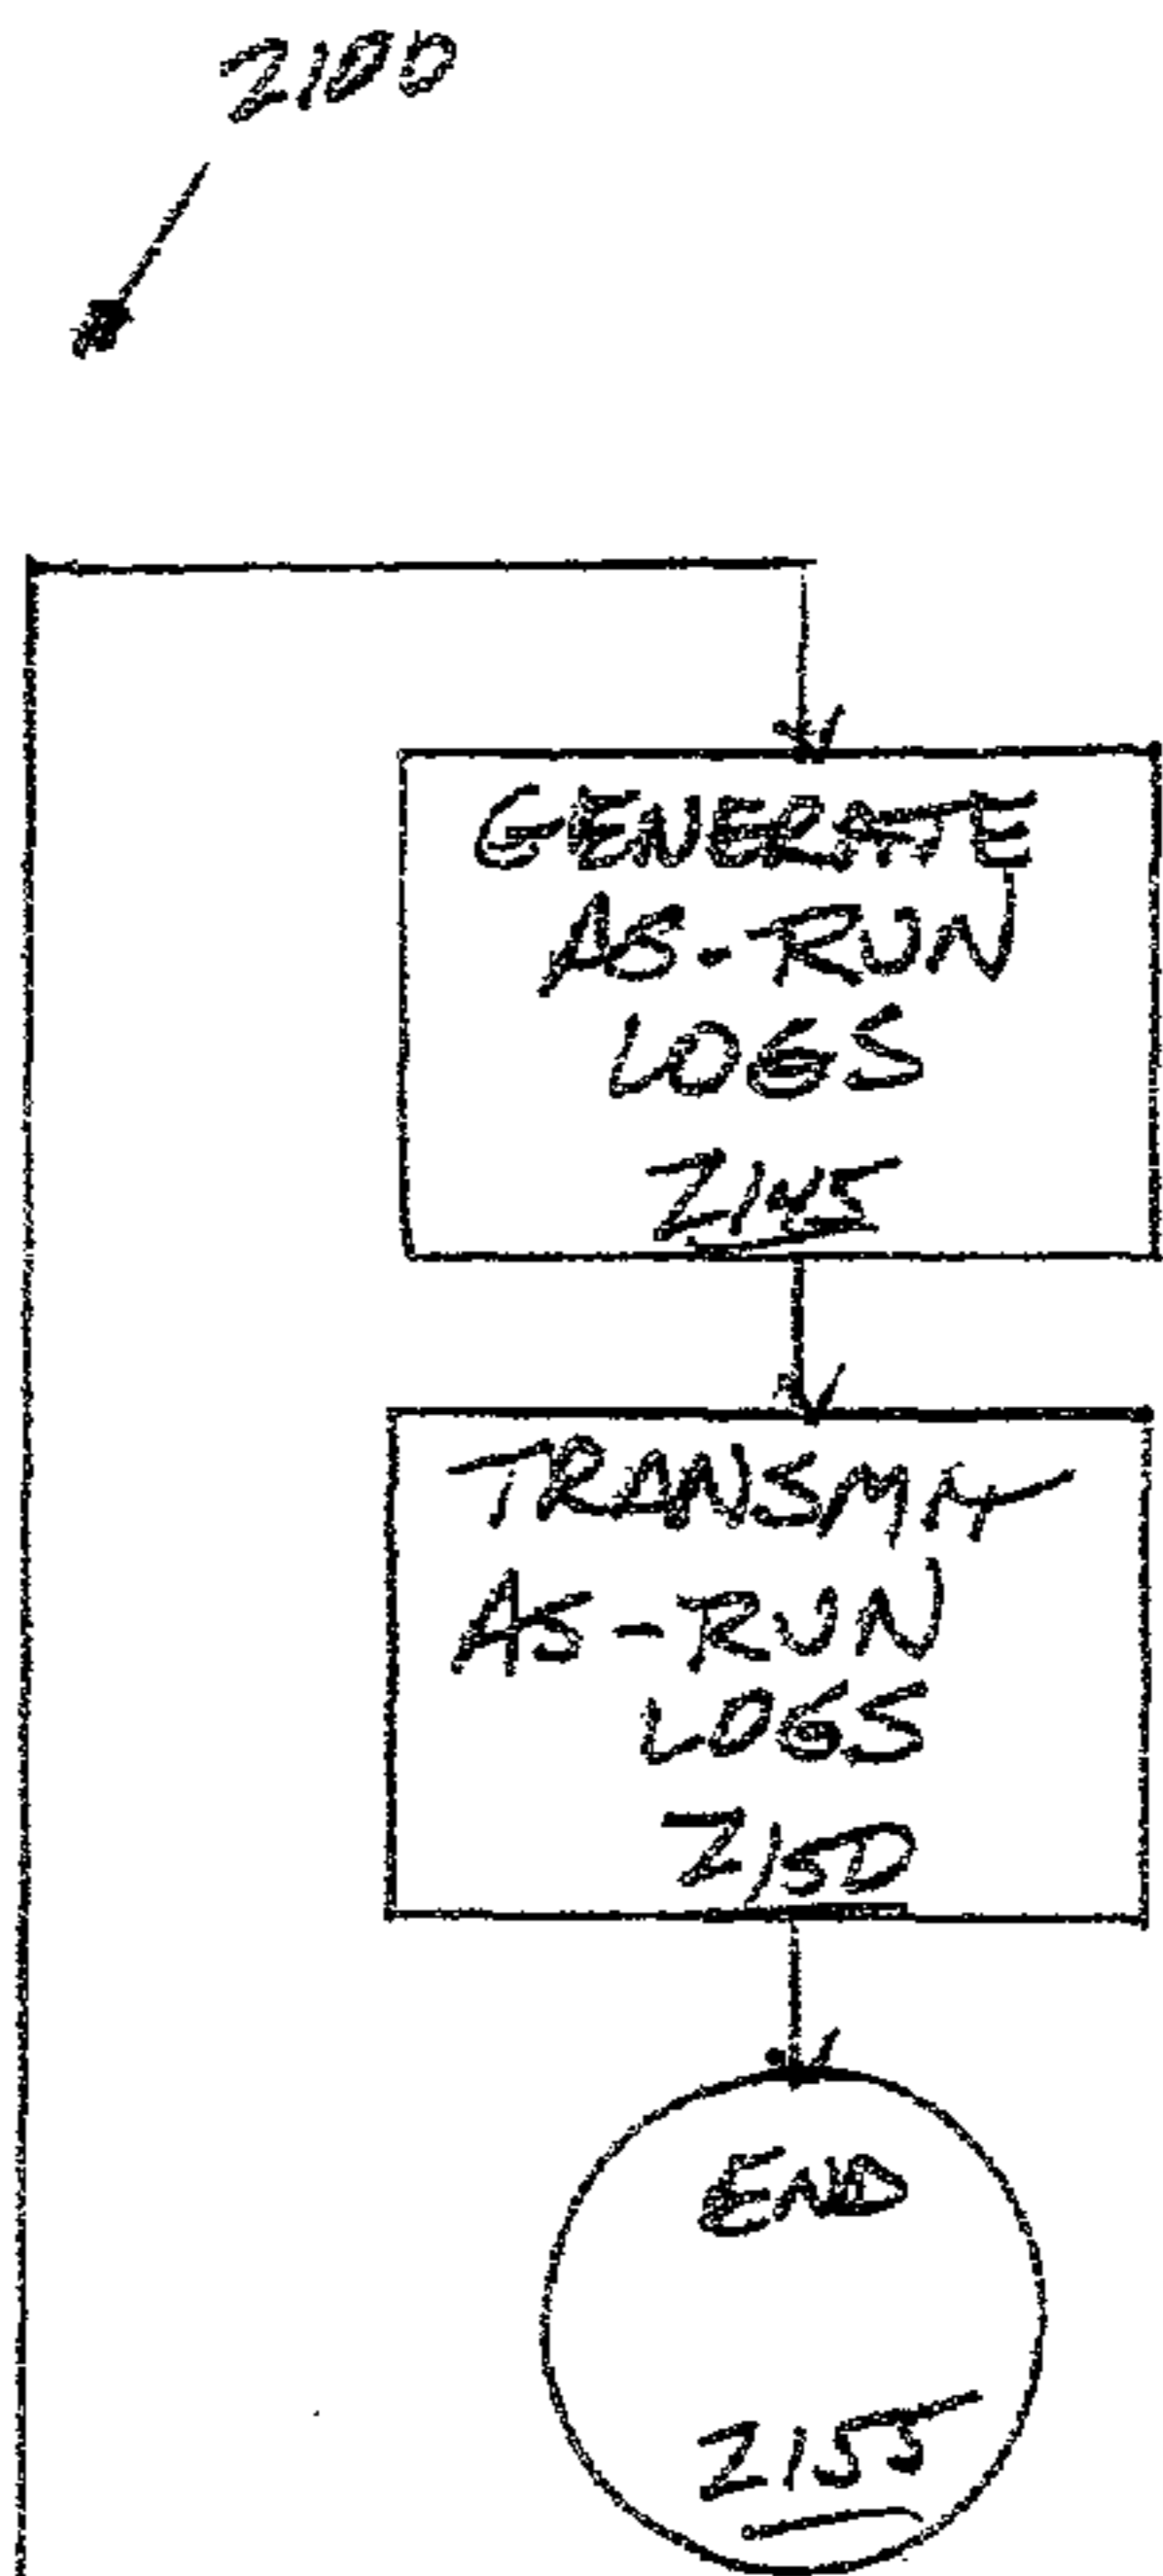 2100
GENERATE
AS-RUN
LOGS
2145
TRANSMIT
AS-RUN
LOGS
2150
END
2155